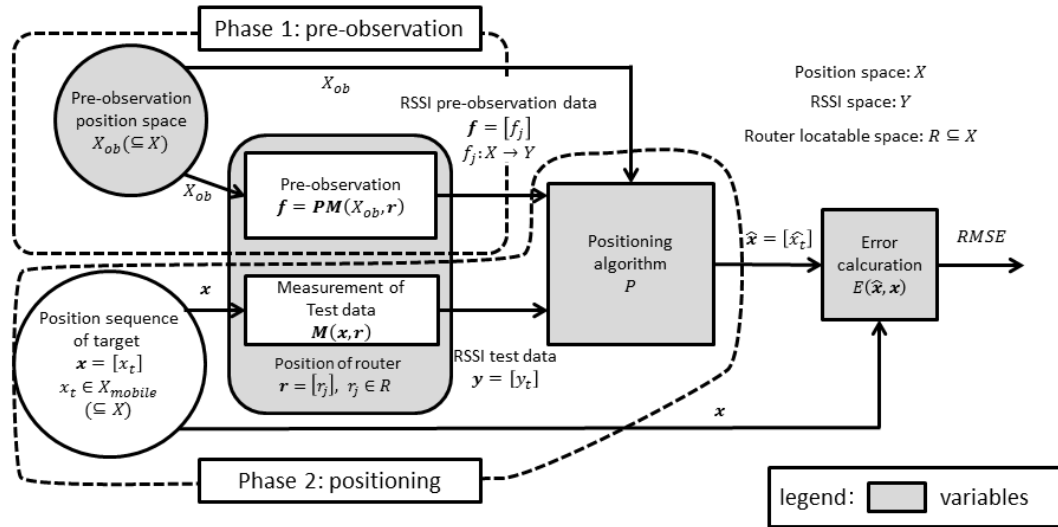 Phase 1: pre-observation
Pre-observation
position space
X_ob(⊆ X)
X_ob
X_ob
RSSI pre-observation data
𝒇 = [f_j]
f_j: X → Y
Position space: X
RSSI space: Y
Router locatable space: R ⊆ X
Pre-observation
𝒇 = 𝑷𝑴(X_ob, 𝒓)
Positioning
algorithm
P
x̂ = [x̂_t]
Error
calcuration
E(x̂, 𝒙)
RMSE
Position sequence
of target
𝒙 = [x_t]
x_t ∈ X_mobile
(⊆ X)
𝒙
Measurement of
Test data
𝑴(𝒙, 𝒓)
Position of router
𝒓 = [r_j], r_j ∈ R
RSSI test data
𝒚 = [y_t]
𝒙
Phase 2: positioning
legend: variables